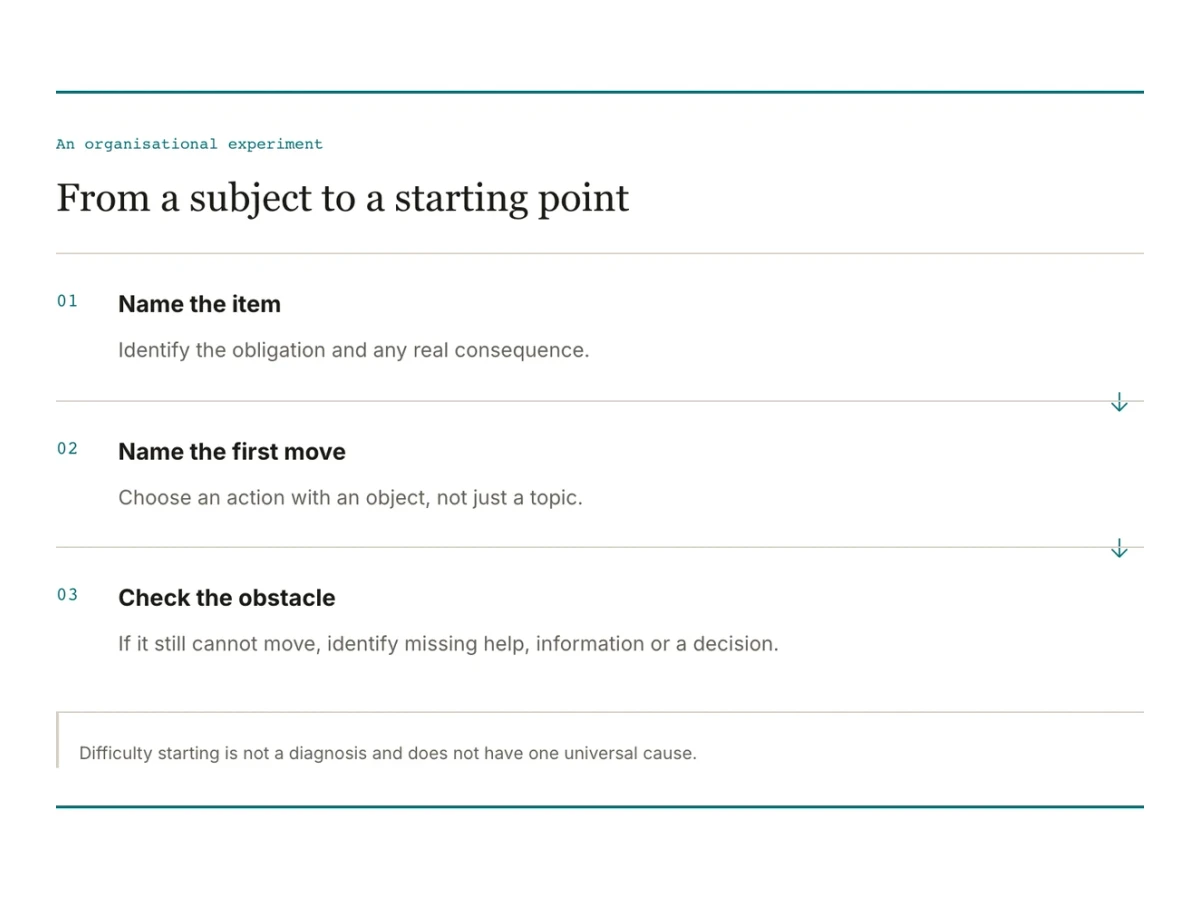 An organisational experiment
From a subject to a starting point
01
Name the item
Identify the obligation and any real consequence.
02
Name the first move
Choose an action with an object, not just a topic.
03
Check the obstacle
If it still cannot move, identify missing help, information or a decision.
Difficulty starting is not a diagnosis and does not have one universal cause.